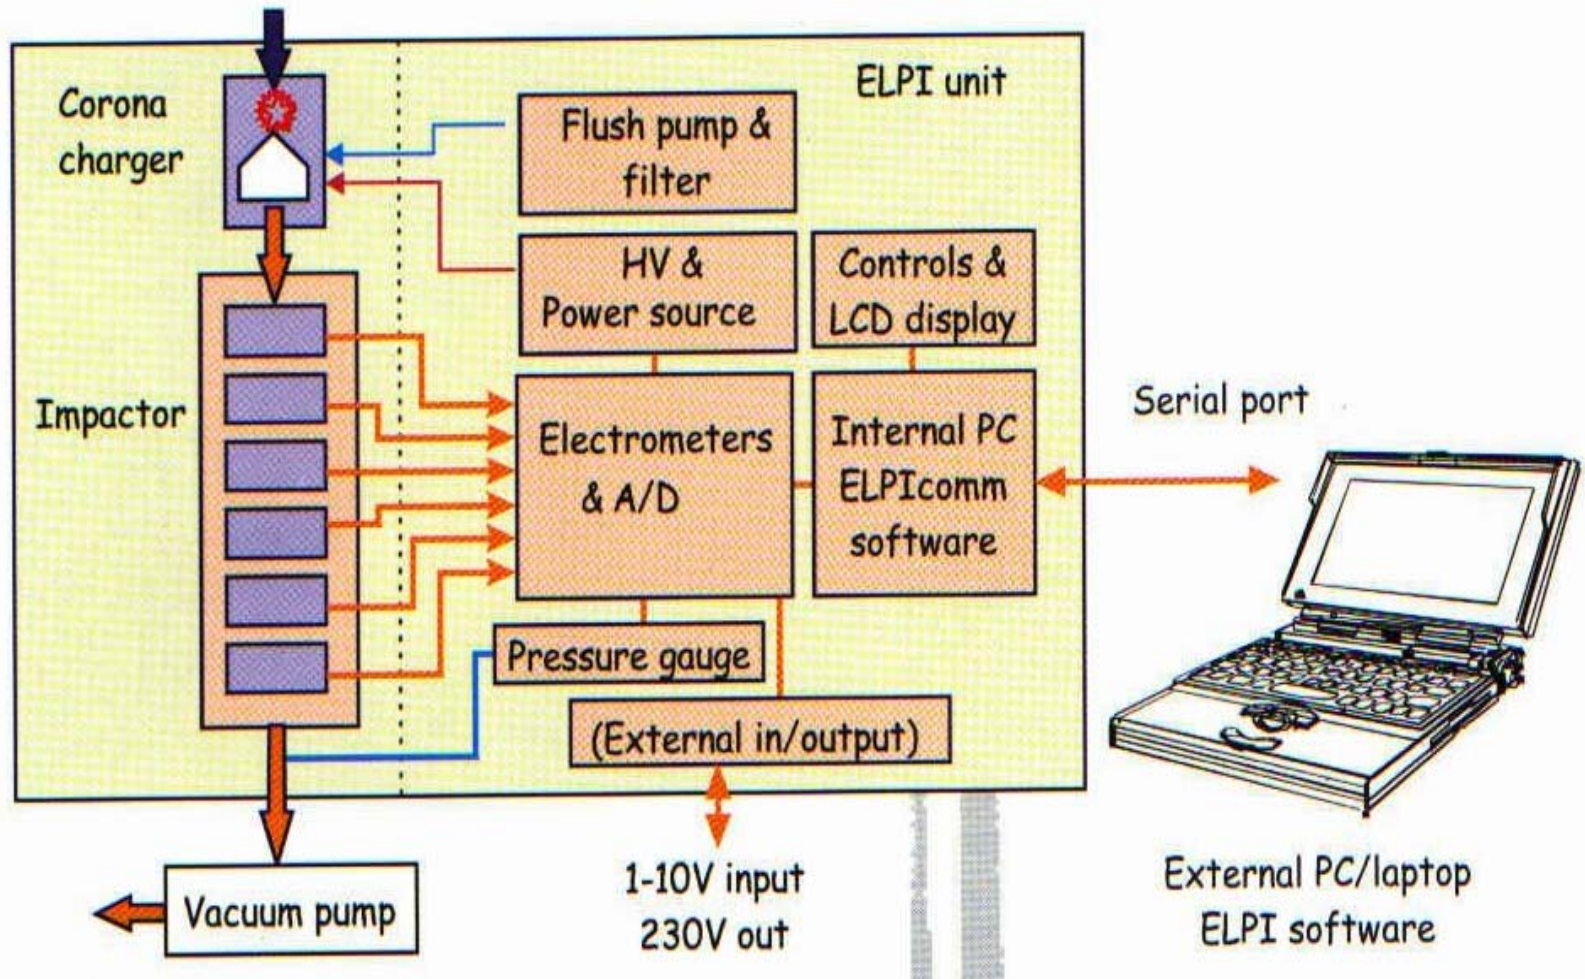 Corona
charger
ELPI unit
Flush pump &
filter
HV &
Power source
Controls &
LCD display
Impactor
Electrometers
& A/D
Internal PC
ELPIcomm
software
Serial port
Pressure gauge
(External in/output)
Vacuum pump
1-10V input
230V out
External PC/laptop
ELPI software